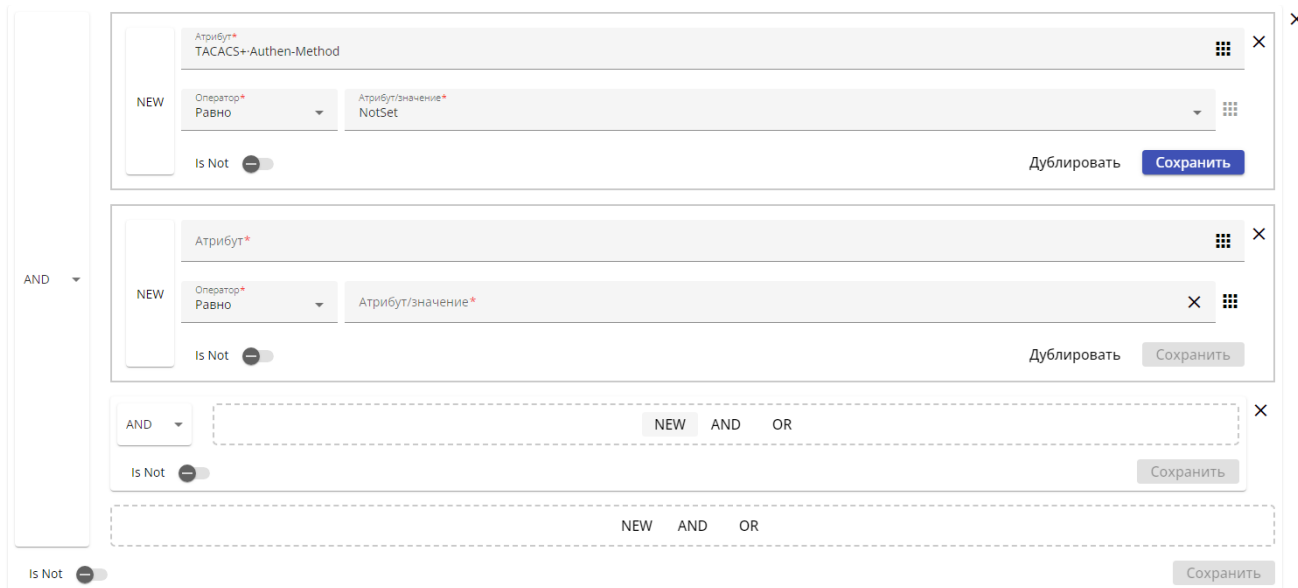 Атрибут*
TACACS+·Authen-Method
NEW
Оператор*
Равно
Атрибут/значение*
NotSet
Is Not
Дублировать
Сохранить
Атрибут*
AND
NEW
Оператор*
Равно
Атрибут/значение*
Is Not
Дублировать
Сохранить
AND
NEW AND OR
Is Not
Сохранить
NEW AND OR
Is Not
Сохранить